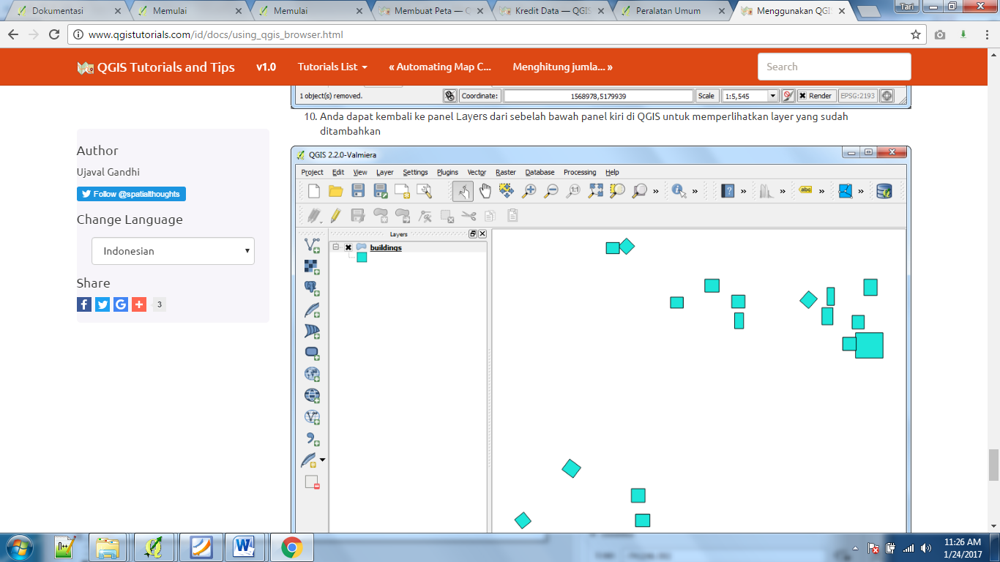 Dokumentasi
Memulai
Memulai
Membuat Peta — Q
Kredit Data — QGIS
Peralatan Umum
Menggunakan QGI
Tari
www.qgistutorials.com/id/docs/using_qgis_browser.html
QGIS Tutorials and Tips
v1.0
Tutorials List
« Automating Map C...
Menghitung jumla... »
Search
1 object(s) removed.
Coordinate:
1568978,5179939
Scale
1:5,545
Render
EPSG:2193
10. Anda dapat kembali ke panel Layers dari sebelah bawah panel kiri di QGIS untuk memperlihatkan layer yang sudah
ditambahkan
Author
Ujaval Gandhi
Follow @spatialthoughts
Change Language
Indonesian
Share
3
QGIS 2.2.0-Valmiera
Project Edit View Layer Settings Plugins Vector Raster Database Processing Help
1:1
abc
Layers
buildings
N++
11:26 AM
1/24/2017